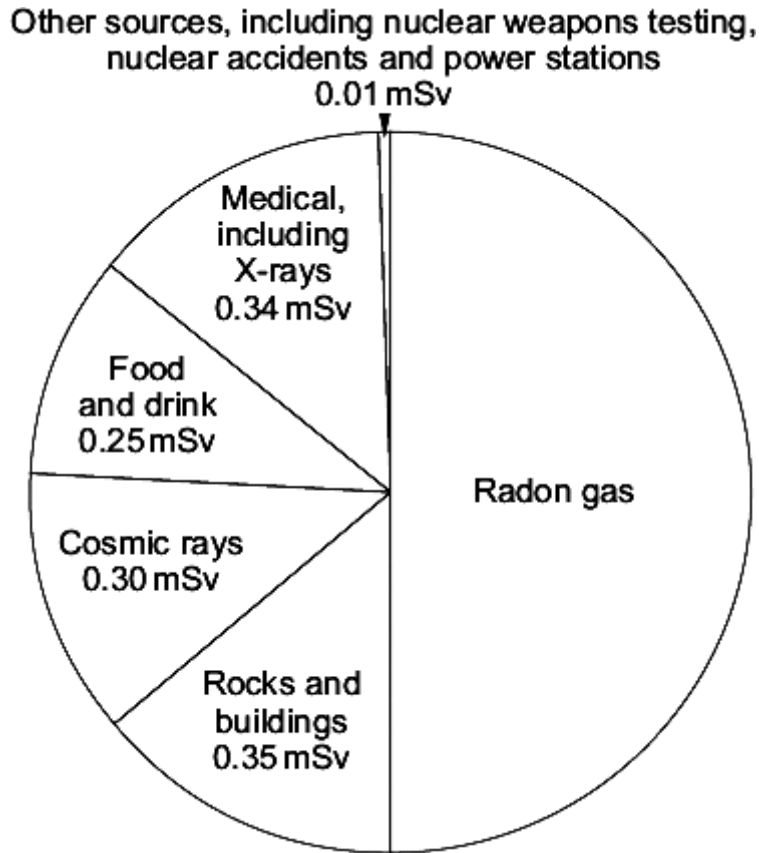 Other sources, including nuclear weapons testing,
nuclear accidents and power stations
0.01 mSv
Medical,
including
X-rays
0.34 mSv
Food
and drink
0.25 mSv
Radon gas
Cosmic rays
0.30 mSv
Rocks and
buildings
0.35 mSv